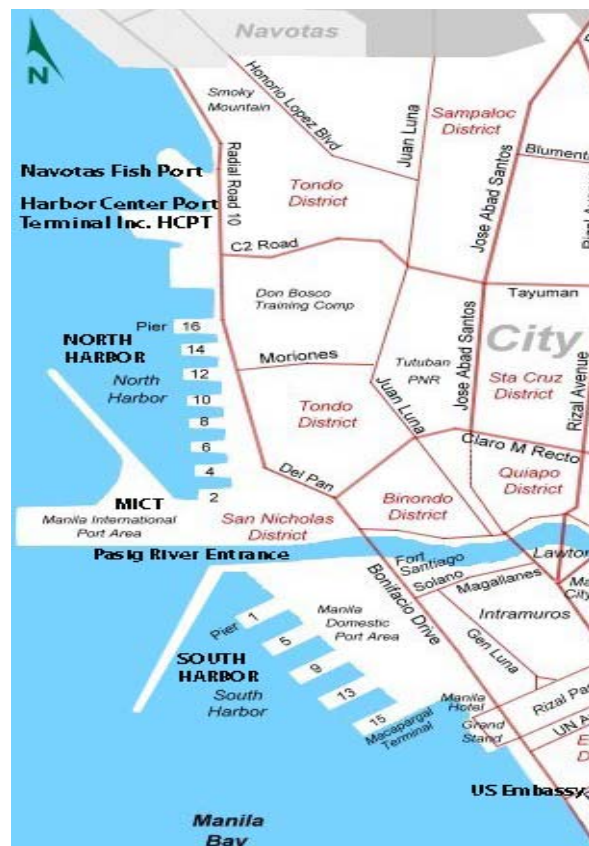 Navotas
N
Smoky
Mountain
Honorio Lopez Blvd
Juan Luna
Sampaloc
District
Jose Abad Santos
Navotas Fish Port
Radial Road 10
Tondo
District
Harbor Center Port
Terminal Inc. HCPT
C2 Road
Tayuman
Don Bosco
Training Comp
City
Pier 16
NORTH
HARBOR
14
Moriones
Tutuban
PNR
Juan Luna
Jose Abad Santos
Sta Cruz
District
Rizal Avenue
North
Harbor
12
10
8
6
4
2
Tondo
District
Claro M Recto
Quiapo
District
Del Pan
Binondo
District
MICT
Manila International
Port Area
San Nicholas
District
Pasig River Entrance
Fort
Santiago
Lawton
Solano
Magallanes
Bonifacio Drive
Intramuros
Gen Luna
Pier 1
5
9
13
15
Manila
Domestic
Port Area
SOUTH
HARBOR
South
Harbor
Macapargal
Terminal
Manila
Hotel
Grand
Stand
US Embassy
Manila
Bay